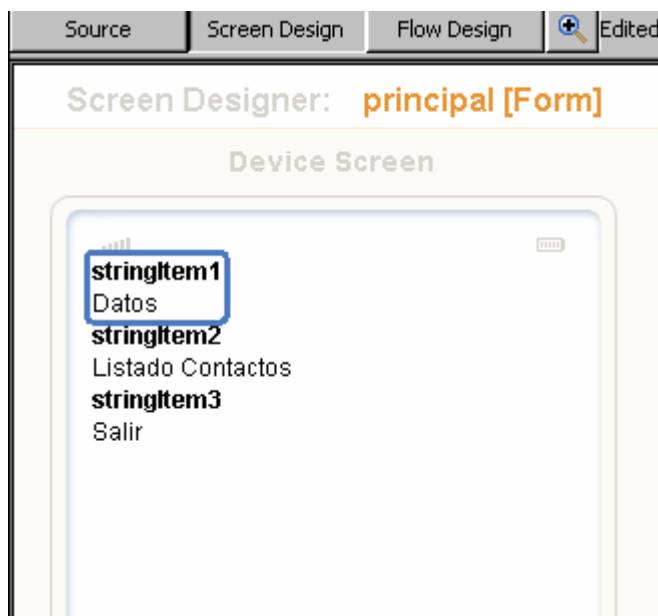 Source Screen Design Flow Design Edited
Screen Designer: principal [Form]
Device Screen
stringItem1
Datos
stringItem2
Listado Contactos
stringItem3
Salir